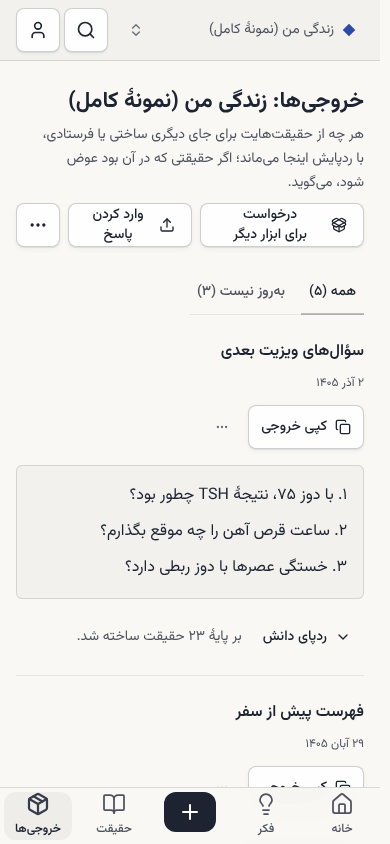 زندگی من (نمونهٔ کامل)
خروجی‌ها: زندگی من (نمونهٔ کامل)
هر چه از حقیقت‌هایت برای جای دیگری ساختی یا فرستادی،
با ردپایش اینجا می‌ماند؛ اگر حقیقتی که در آن بود عوض
شود، می‌گوید.
درخواست
برای ابزار دیگر
وارد کردن
پاسخ
همه (۵)
به‌روز نیست (۳)
سؤال‌های ویزیت بعدی
۲ آذر ۱۴۰۵
کپی خروجی
۱. با دوز ۷۵، نتیجهٔ TSH چطور بود؟
۲. ساعت قرص آهن را چه موقع بگذارم؟
۳. خستگی عصرها با دوز ربطی دارد؟
ردپای دانش
بر پایهٔ ۲۳ حقیقت ساخته شد.
فهرست پیش از سفر
۲۹ آبان ۱۴۰۵
کپی خروجی
خانه
فکر
حقیقت
خروجی‌ها